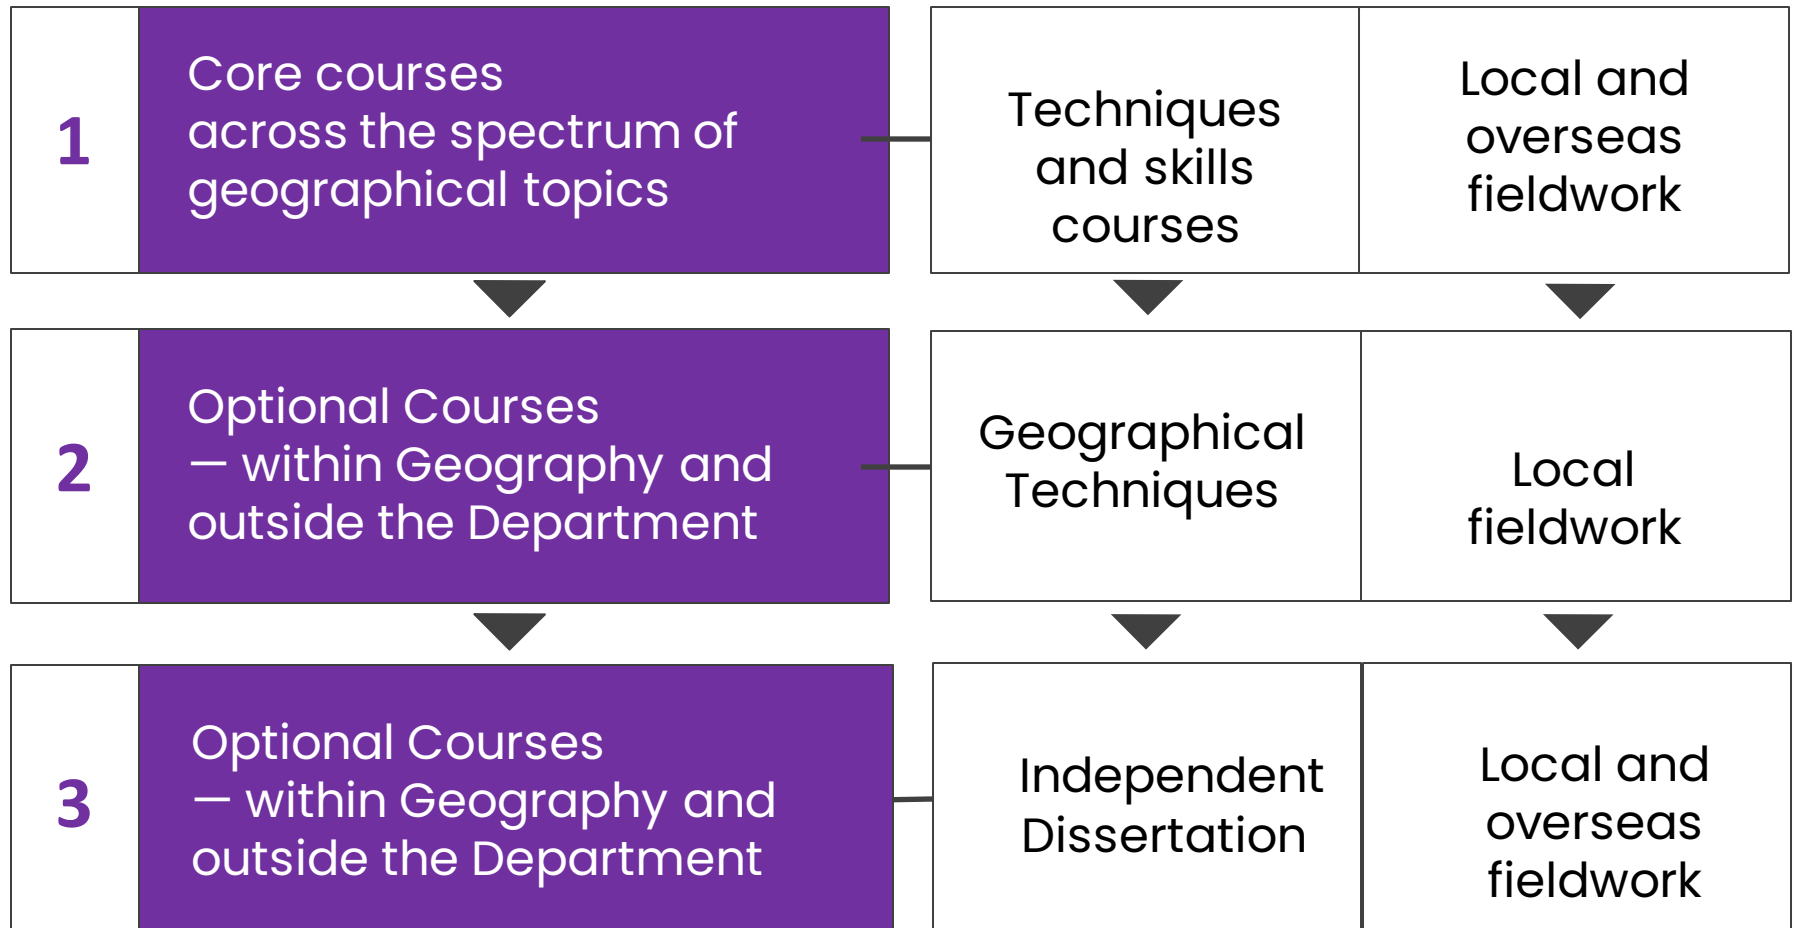 1
Core courses
across the spectrum of
geographical topics
Techniques
and skills
courses
Local and
overseas
fieldwork
2
Optional Courses
— within Geography and
outside the Department
Geographical
Techniques
Local
fieldwork
3
Optional Courses
— within Geography and
outside the Department
Independent
Dissertation
Local and
overseas
fieldwork